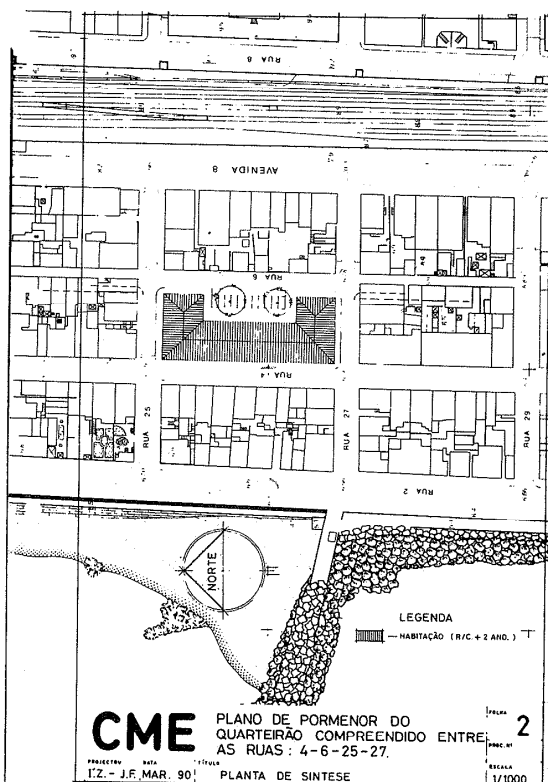 RUA 8
AVENIDA 8
RUA 6
RUA 4
RUA 25
RUA 27
RUA 29
RUA 2
NORTE
LEGENDA
HABITAÇÃO (R/C. + 2 AND.)
CME
PLANO DE PORMENOR DO
QUARTEIRÃO COMPREENDIDO ENTRE
AS RUAS : 4-6-25-27.
FOLHA
2
PROC. Nº
PROJECTOU
DATA
MAR. 90
TÍTULO
PLANTA DE SINTESE
ESCALA
1/1000